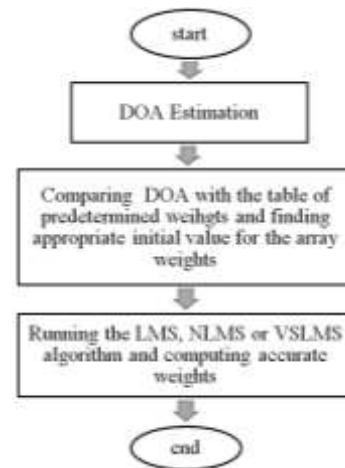 start
DOA Estimation
Comparing DOA with the table of
predetermined weihgts and finding
appropriate initial value for the array
weights
Running the LMS, NLMS or VSLMS
algorithm and computing accurate
weights
end